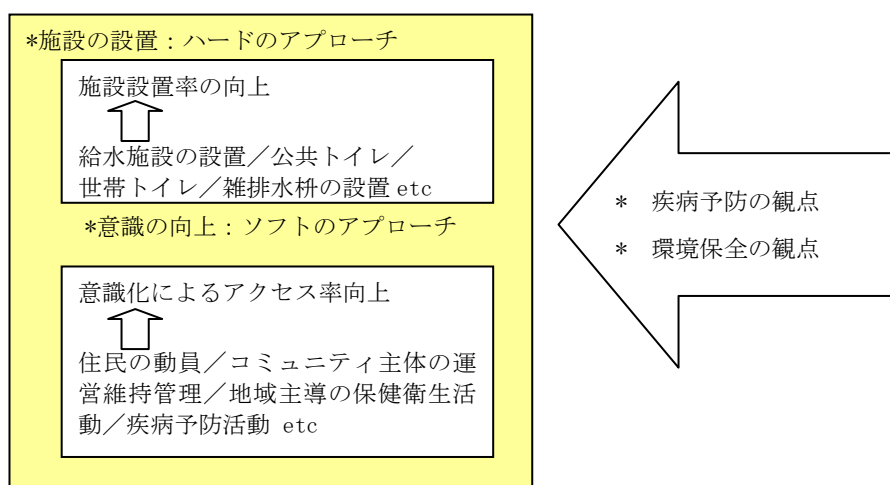 *施設の設置：ハードのアプローチ
施設設置率の向上
給水施設の設置／公共トイレ／
世帯トイレ／雑排水枡の設置 etc
*意識の向上：ソフトのアプローチ
意識化によるアクセス率向上
住民の動員／コミュニティ主体の運
営維持管理／地域主導の保健衛生活
動／疾病予防活動 etc
* 疾病予防の観点
* 環境保全の観点